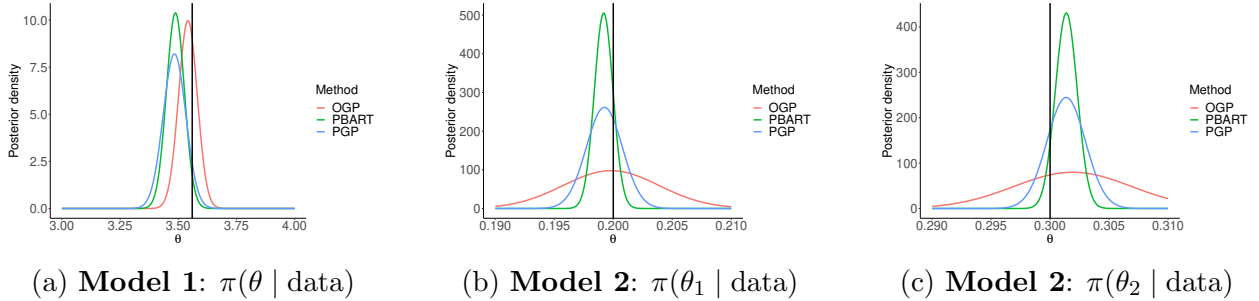 10.0
7.5
5.0
2.5
0.0
Posterior density
3.00 3.25 3.50 3.75 4.00
θ
Method
OGP
PBART
PGP
(a) Model 1: π(θ | data)
500
400
300
200
100
0
Posterior density
0.190 0.195 0.200 0.205 0.210
θ
Method
OGP
PBART
PGP
(b) Model 2: π(θ₁ | data)
400
300
200
100
0
Posterior density
0.290 0.295 0.300 0.305 0.310
θ
Method
OGP
PBART
PGP
(c) Model 2: π(θ₂ | data)